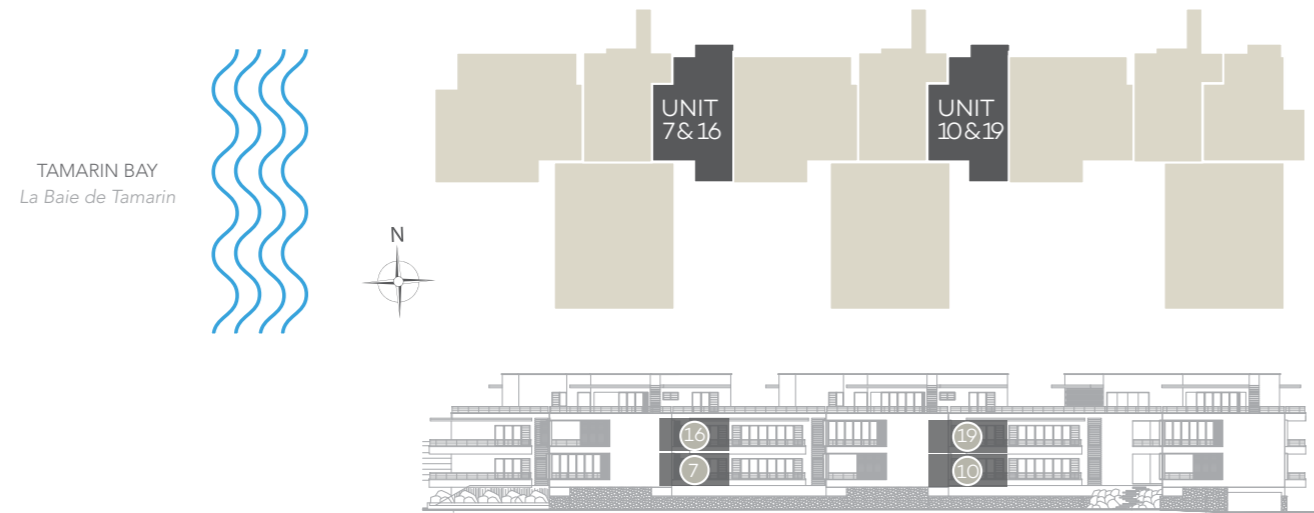 UNIT
7 & 16
UNIT
10 & 19
TAMARIN BAY
La Baie de Tamarin
N
16
19
7
10